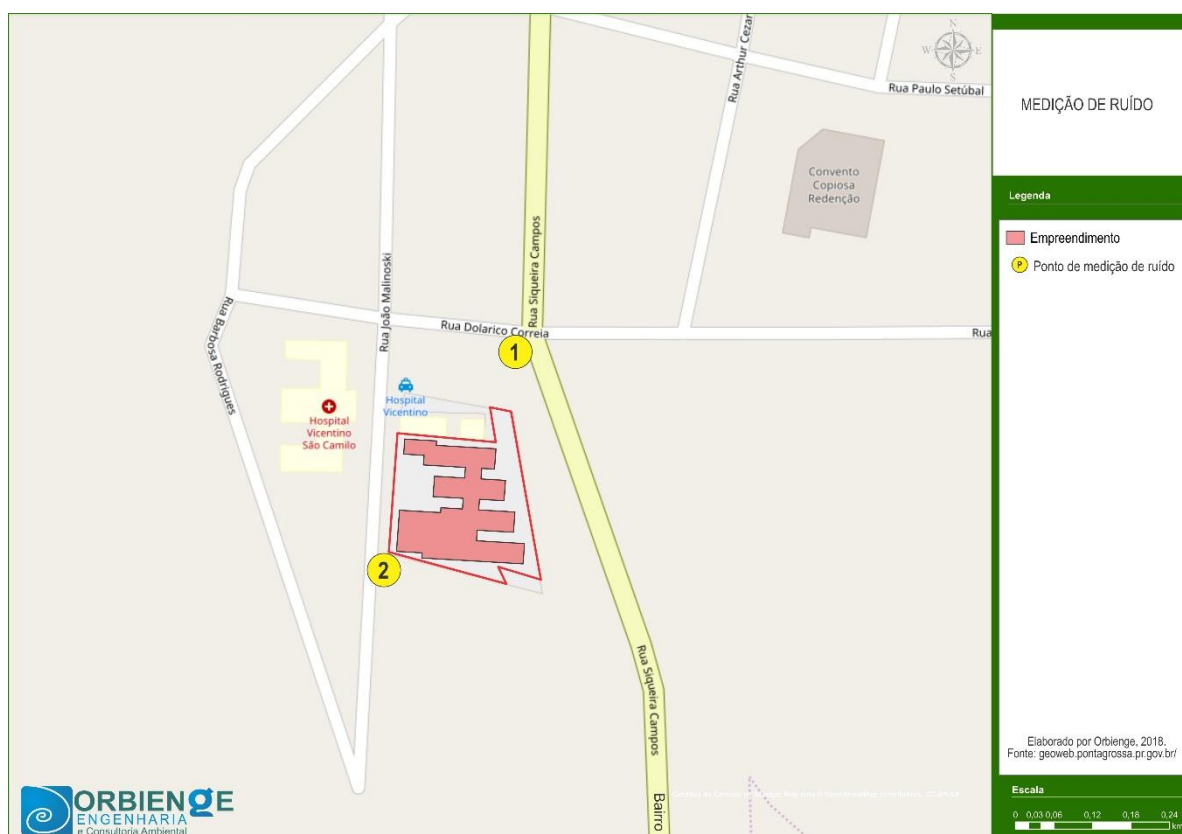 N
W
E
S
Rua Arthur Cezar
Rua Paulo Setúbal
Convento
Copiosa
Redenção
Rua Siqueira Campos
Rua João Malinoski
Rua Barbosa Rodrigues
Rua Dolarico Correia
Rua
1
Hospital
Vicentino
Hospital
Vicentino
São Camilo
2
Rua Siqueira Campos
Bairro
ORBIENGE
ENGENHARIA
e Consultoria Ambiental
MEDIÇÃO DE RUÍDO
Legenda
Empreendimento
P Ponto de medição de ruído
Elaborado por Orbienge, 2018.
Fonte: geoweb.pontagrossa.pr.gov.br/
Escala
0 0,03 0,06 0,12 0,18 0,24
km